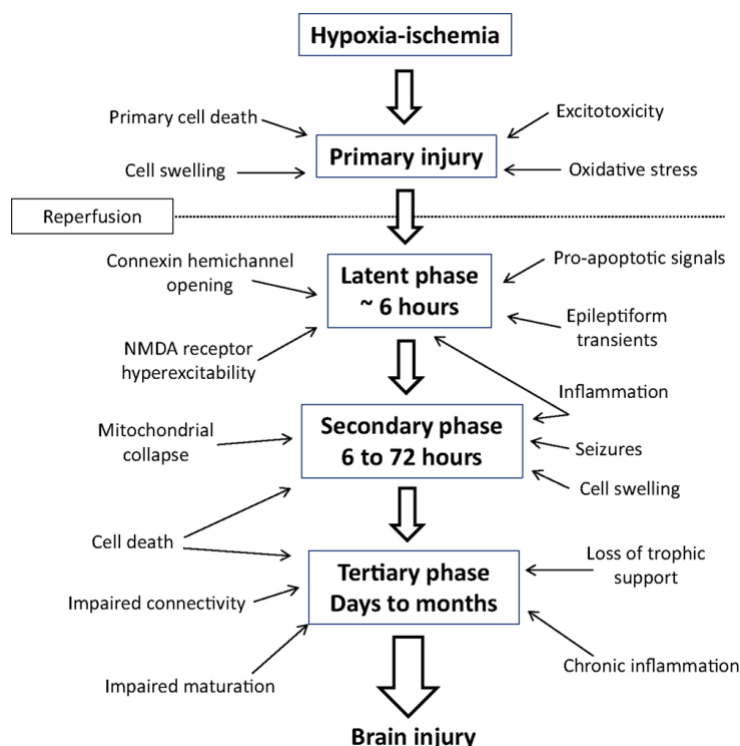 Hypoxia-ischemia
Primary cell death
Excitotoxicity
Primary injury
Cell swelling
Oxidative stress
Reperfusion
Connexin hemichannel
opening
Pro-apoptotic signals
Latent phase
~ 6 hours
NMDA receptor
hyperexcitability
Epileptiform
transients
Inflammation
Mitochondrial
collapse
Secondary phase
6 to 72 hours
Seizures
Cell swelling
Cell death
Tertiary phase
Days to months
Loss of trophic
support
Impaired connectivity
Impaired maturation
Chronic inflammation
Brain injury